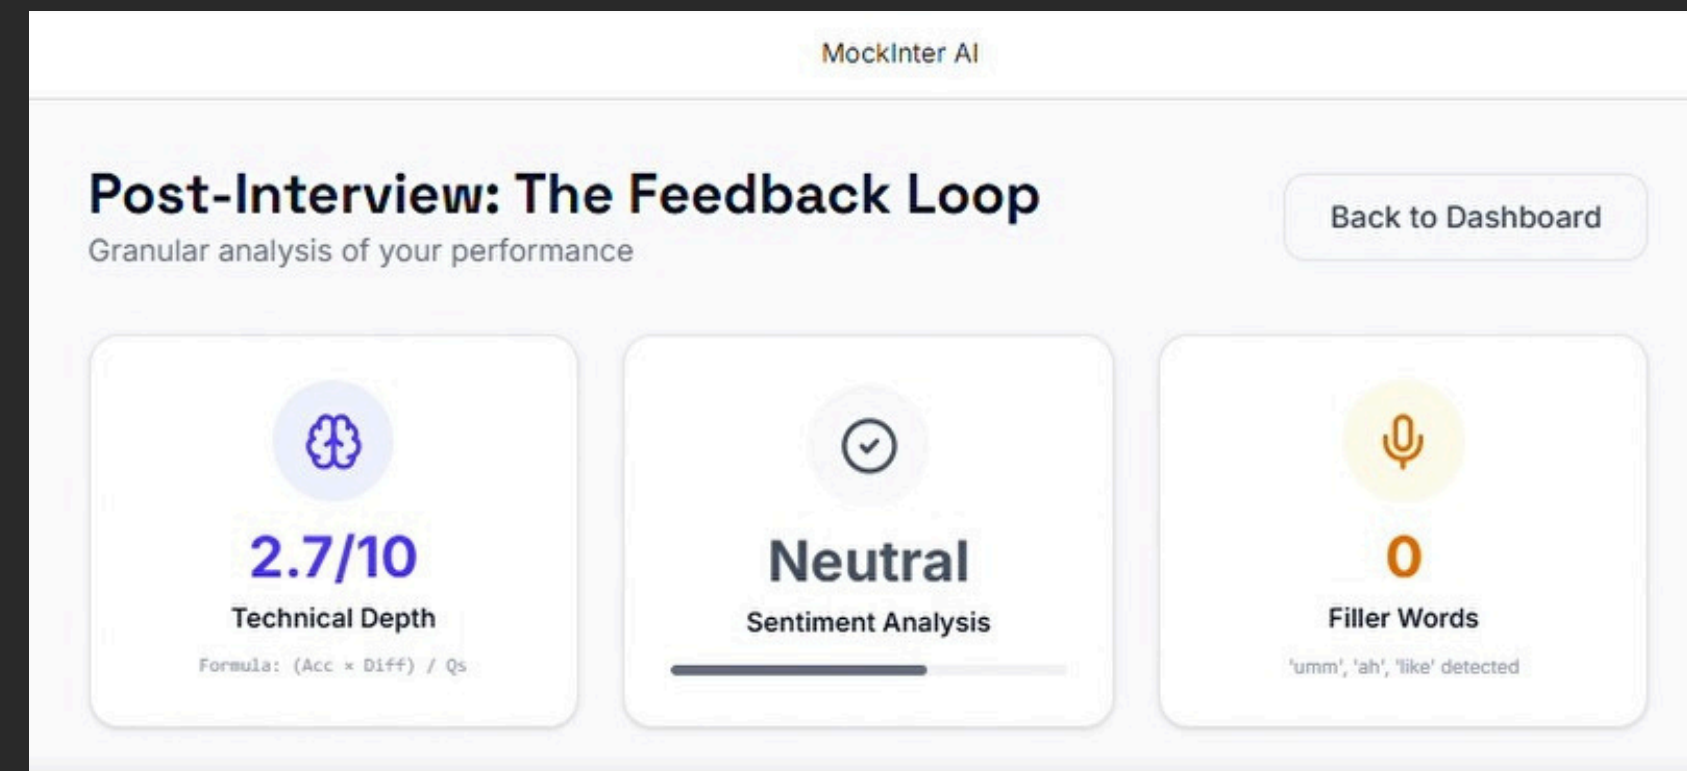 MockInter AI
Post-Interview: The Feedback Loop
Granular analysis of your performance
Back to Dashboard
2.7/10
Technical Depth
Formula: (Acc × Diff) / Qs
Neutral
Sentiment Analysis
0
Filler Words
'umm', 'ah', 'like' detected